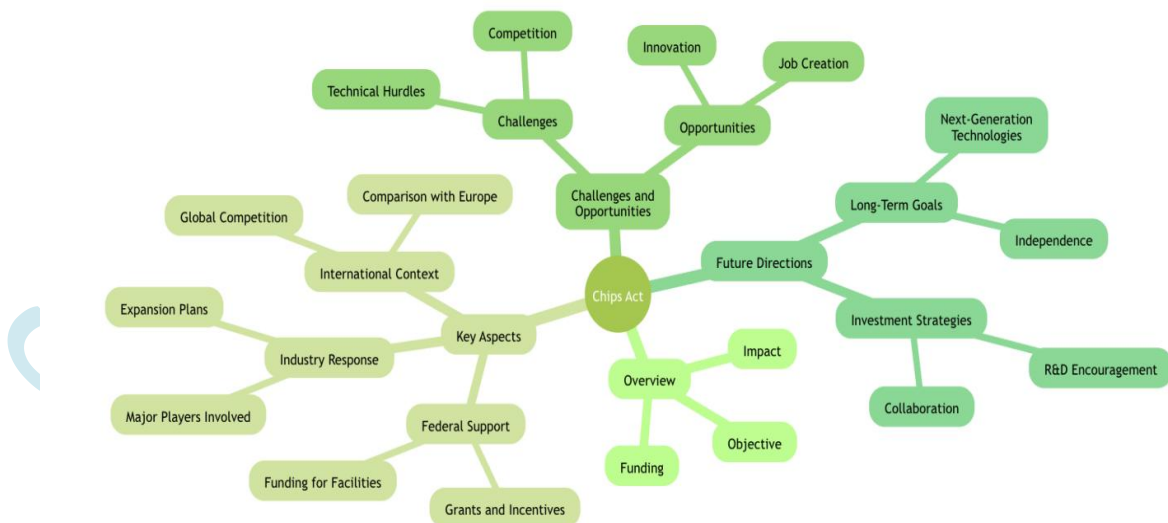 Competition
Innovation
Job Creation
Technical Hurdles
Challenges
Opportunities
Next-Generation
Technologies
Comparison with Europe
Challenges and
Opportunities
Long-Term Goals
Global Competition
Independence
International Context
Future Directions
Chips Act
Expansion Plans
Key Aspects
Investment Strategies
Industry Response
Impact
Overview
R&D Encouragement
Major Players Involved
Federal Support
Collaboration
Objective
Funding
Funding for Facilities
Grants and Incentives